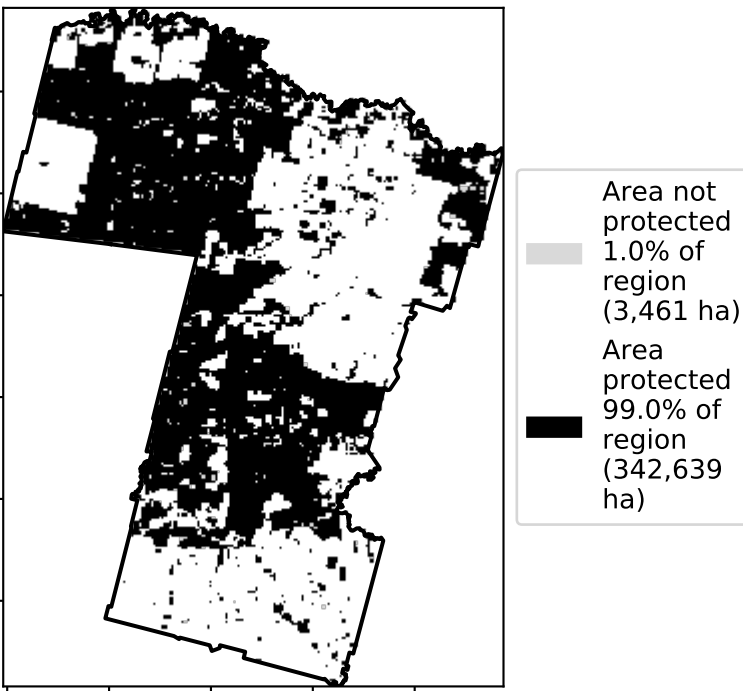 Area not
protected
1.0% of
region
(3,461 ha)
Area
protected
99.0% of
region
(342,639
ha)